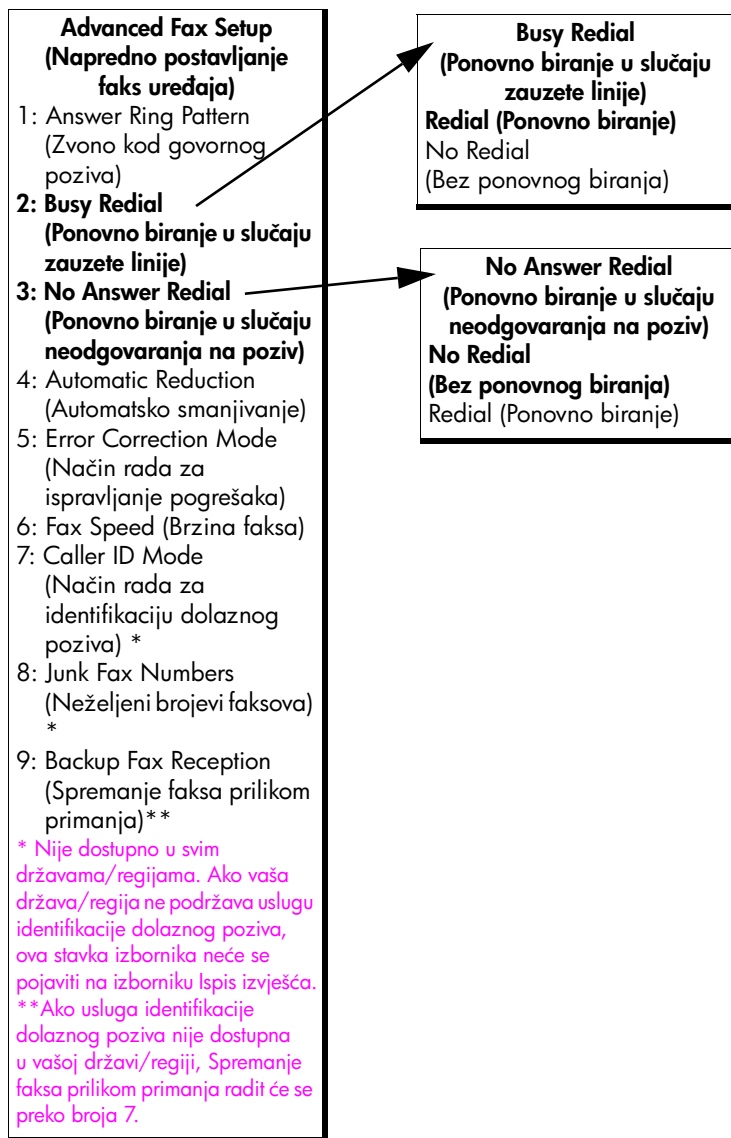 Advanced Fax Setup
(Napredno postavljanje
faks uređaja)
1: Answer Ring Pattern
(Zvono kod govornog
poziva)
2: Busy Redial
(Ponovno biranje u slučaju
zauzete linije)
3: No Answer Redial
(Ponovno biranje u slučaju
neodgovaranja na poziv)
4: Automatic Reduction
(Automatsko smanjivanje)
5: Error Correction Mode
(Način rada za
ispravljanje pogrešaka)
6: Fax Speed (Brzina faksa)
7: Caller ID Mode
(Način rada za
identifikaciju dolaznog
poziva) *
8: Junk Fax Numbers
(Neželjeni brojevi faksova)
*
9: Backup Fax Reception
(Spremanje faksa prilikom
primanja)**
* Nije dostupno u svim
državama/regijama. Ako vaša
država/regija ne podržava uslugu
identifikacije dolaznog poziva,
ova stavka izbornika neće se
pojaviti na izborniku Ispis izvješća.
**Ako usluga identifikacije
dolaznog poziva nije dostupna
u vašoj državi/regiji, Spremanje
faksa prilikom primanja radit će se
preko broja 7.
Busy Redial
(Ponovno biranje u slučaju
zauzete linije)
Redial (Ponovno biranje)
No Redial
(Bez ponovnog biranja)
No Answer Redial
(Ponovno biranje u slučaju
neodgovaranja na poziv)
No Redial
(Bez ponovnog biranja)
Redial (Ponovno biranje)